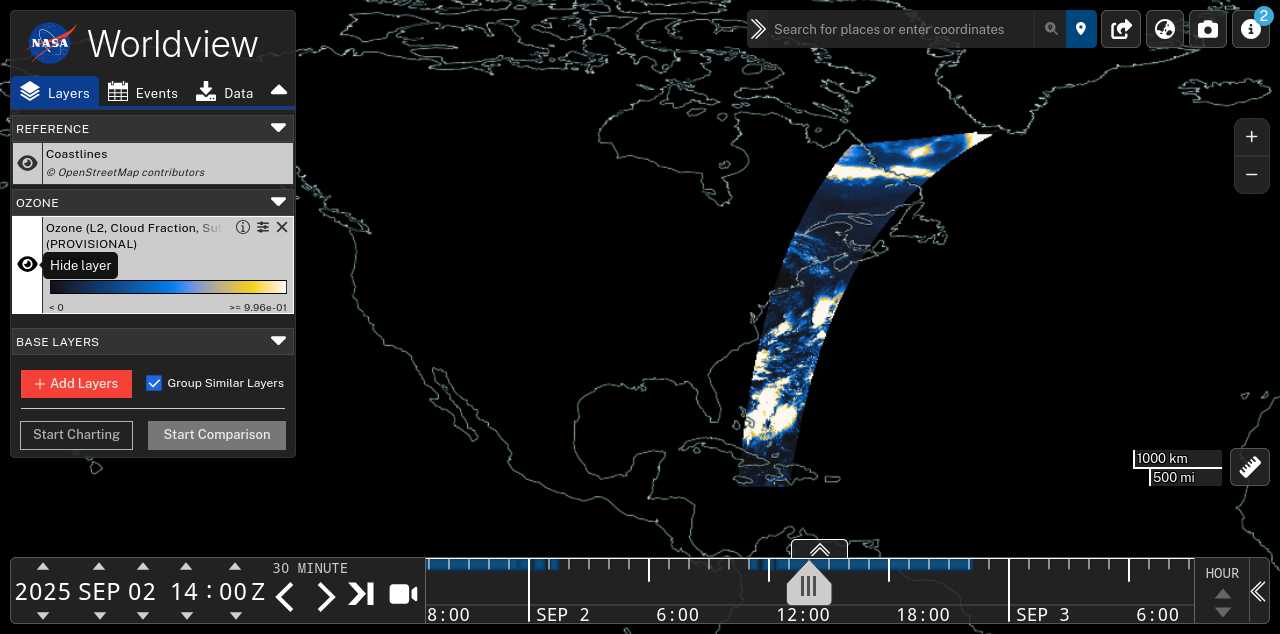 NASA
Worldview
Search for places or enter coordinates
2
Layers
Events
Data
REFERENCE
Coastlines
© OpenStreetMap contributors
OZONE
Ozone (L2, Cloud Fraction, Su
(PROVISIONAL)
Hide layer
< 0
>= 9.96e-01
BASE LAYERS
+ Add Layers
Group Similar Layers
Start Charting
Start Comparison
1000 km
500 mi
2025 SEP 02 14:00 Z
30 MINUTE
8:00
SEP 2
6:00
12:00
18:00
SEP 3
6:00
HOUR